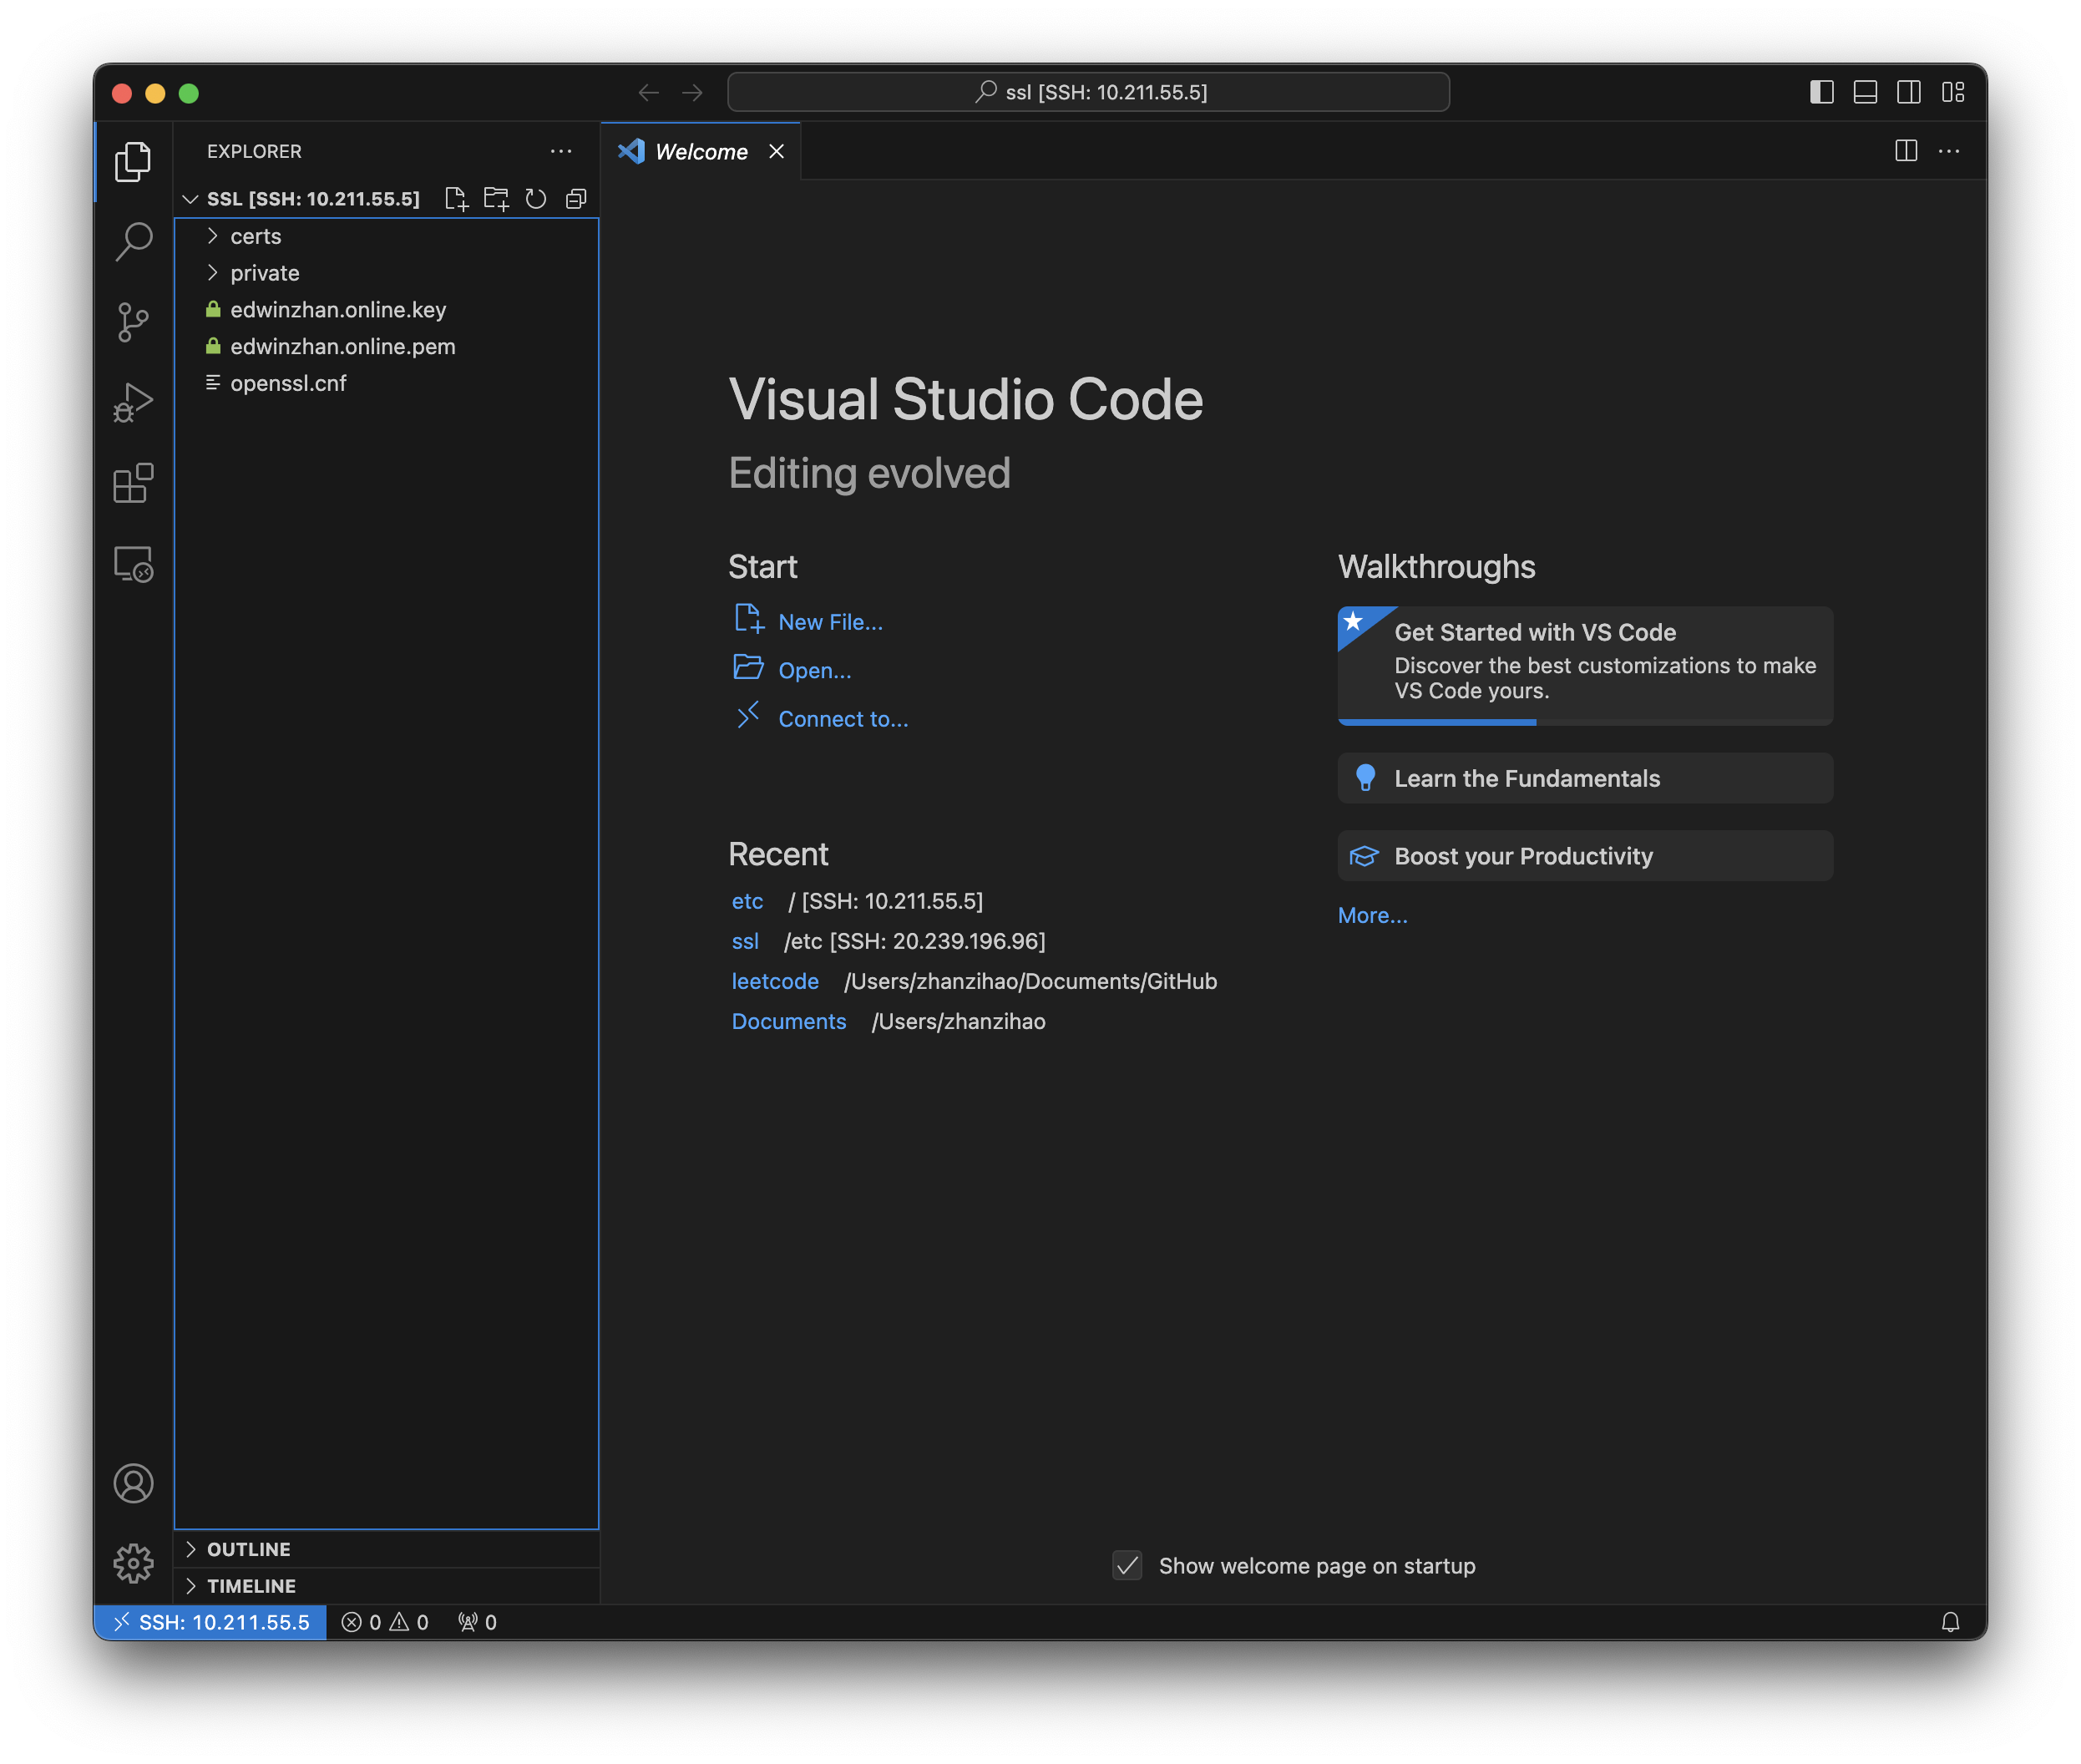 ssl [SSH: 10.211.55.5]
EXPLORER
Welcome
SSL [SSH: 10.211.55.5]
certs
private
edwinzhan.online.key
edwinzhan.online.pem
openssl.cnf
Visual Studio Code
Editing evolved
Start
New File...
Open...
Connect to...
Recent
etc / [SSH: 10.211.55.5]
ssl /etc [SSH: 20.239.196.96]
leetcode /Users/zhanzihao/Documents/GitHub
Documents /Users/zhanzihao
Walkthroughs
Get Started with VS Code
Discover the best customizations to make
VS Code yours.
Learn the Fundamentals
Boost your Productivity
More...
Show welcome page on startup
OUTLINE
TIMELINE
SSH: 10.211.55.5 0 0 0